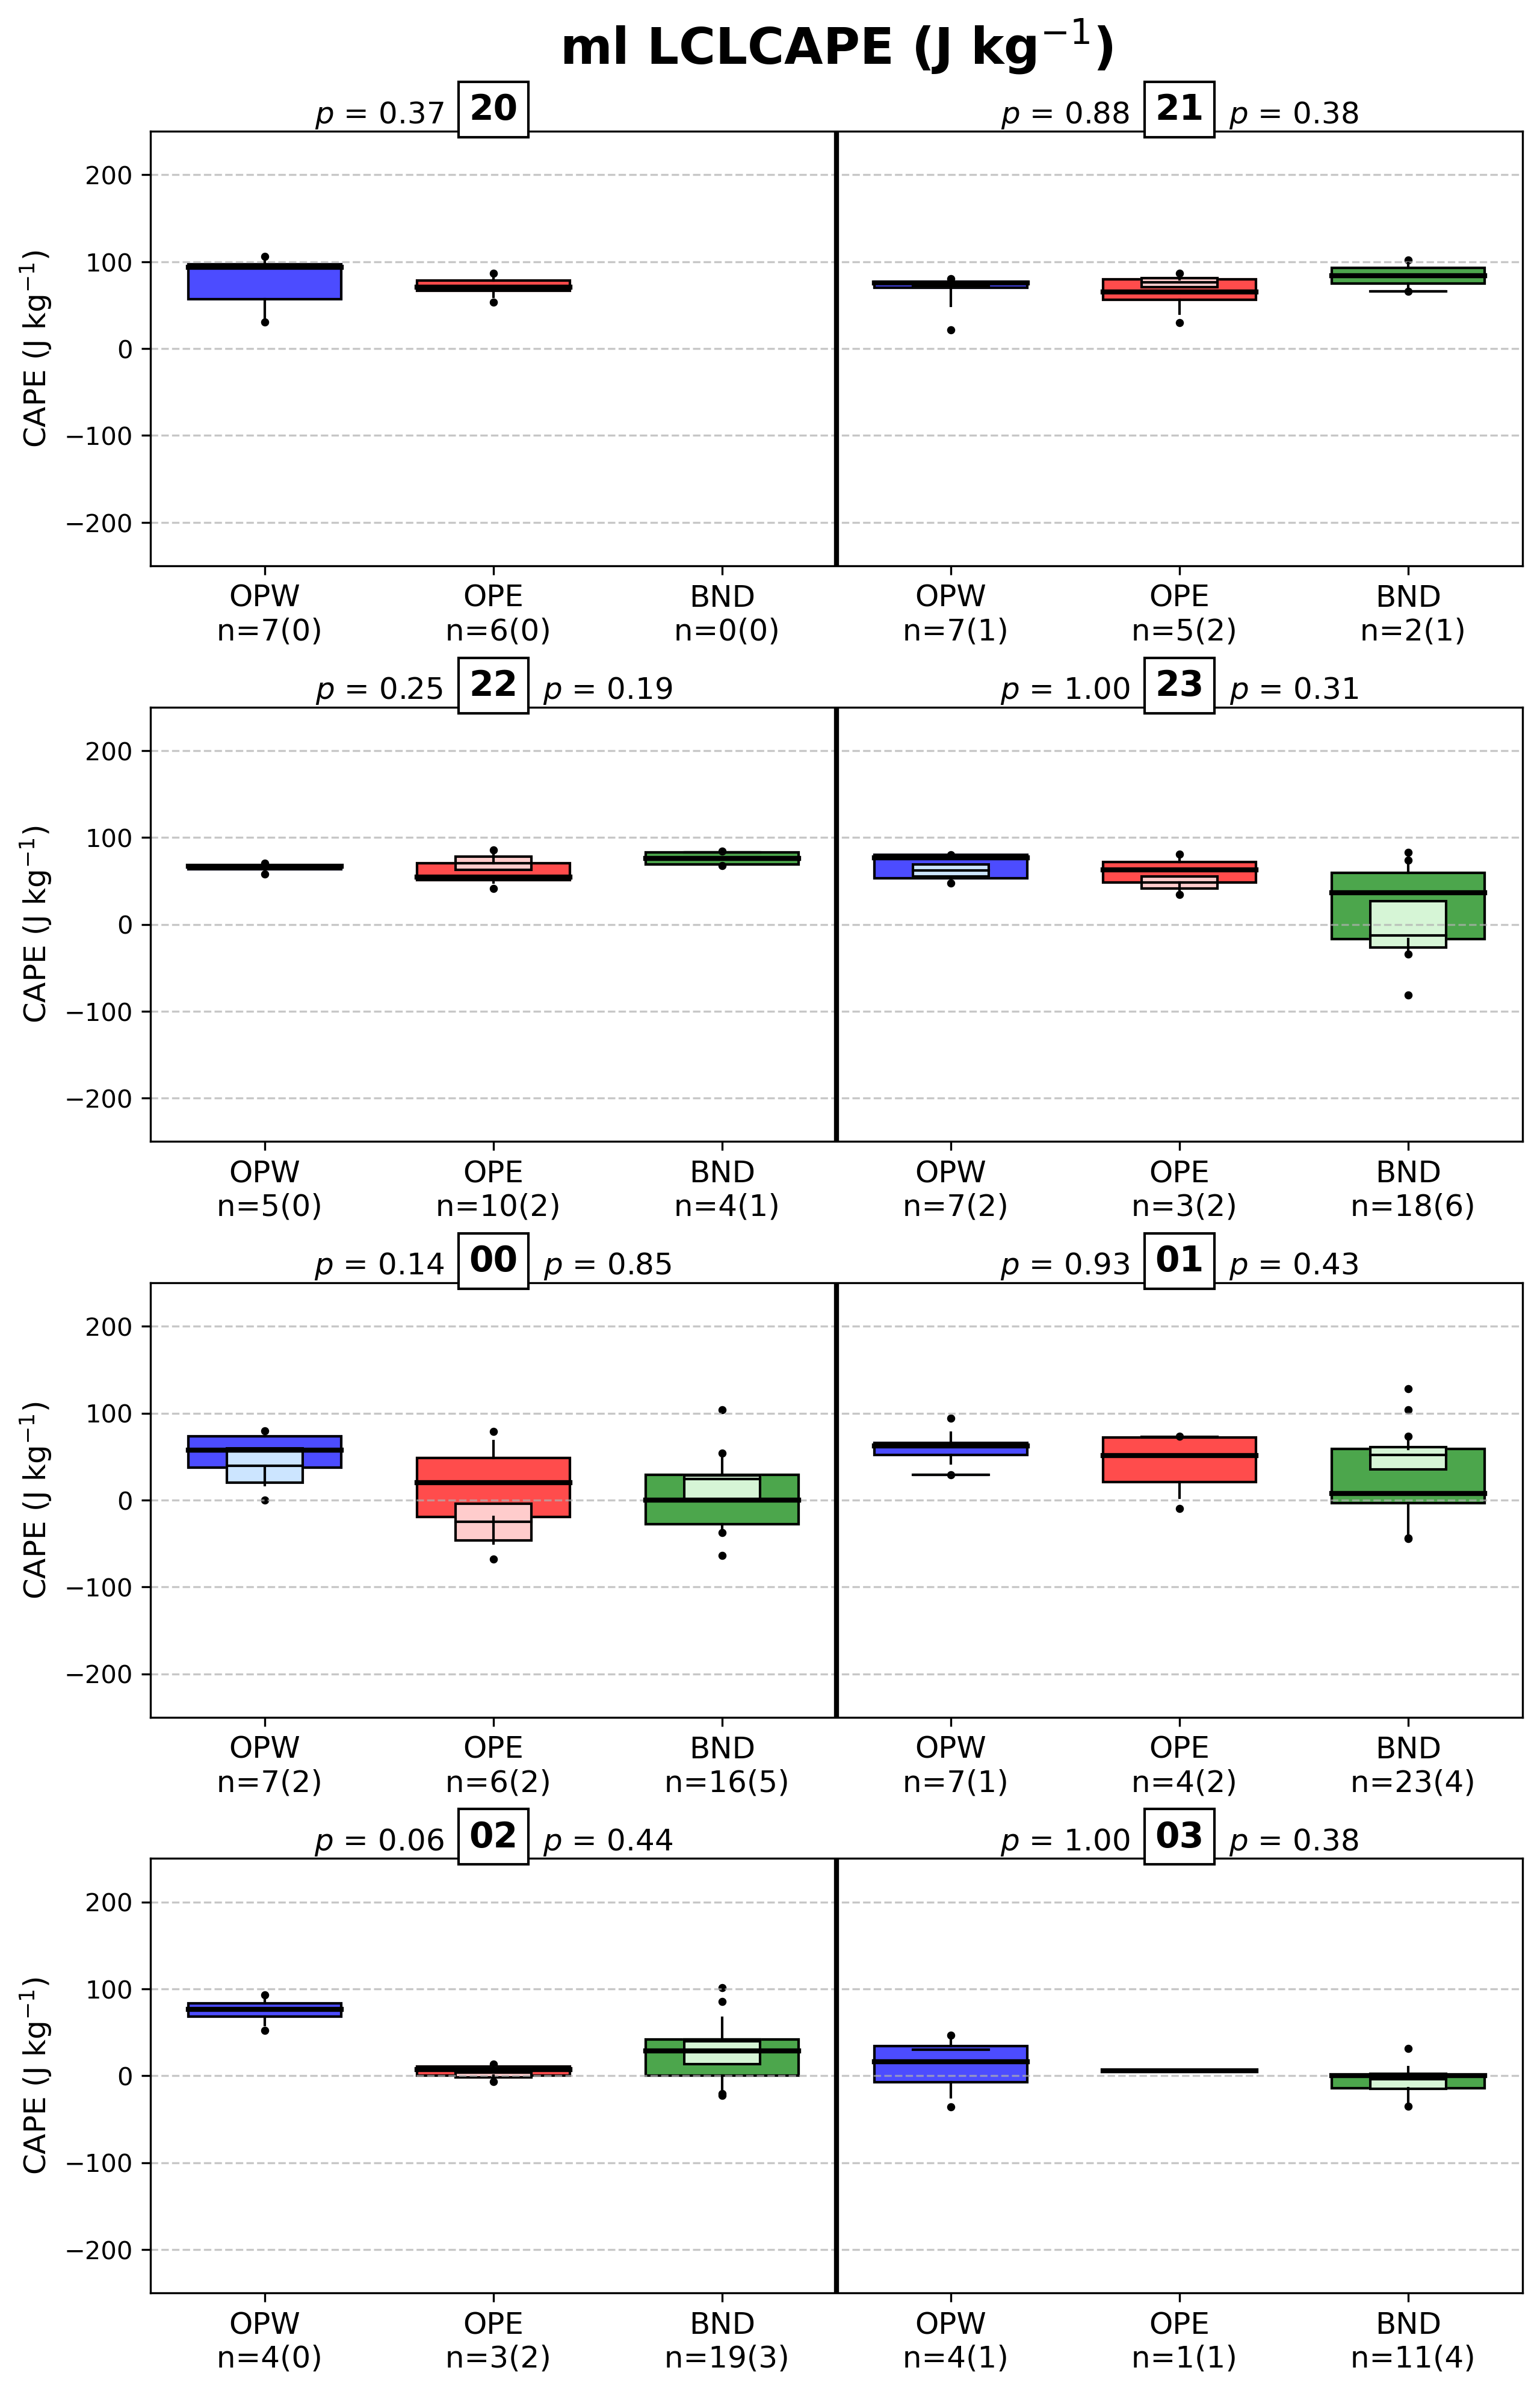 ml LCLCAPE (J kg⁻¹)
p = 0.37 20
p = 0.88 21 p = 0.38
CAPE (J kg⁻¹)
200
100
0
−100
−200
OPW OPE BND OPW OPE BND
n=7(0) n=6(0) n=0(0) n=7(1) n=5(2) n=2(1)
p = 0.25 22 p = 0.19
p = 1.00 23 p = 0.31
CAPE (J kg⁻¹)
200
100
0
−100
−200
OPW OPE BND OPW OPE BND
n=5(0) n=10(2) n=4(1) n=7(2) n=3(2) n=18(6)
p = 0.14 00 p = 0.85
p = 0.93 01 p = 0.43
CAPE (J kg⁻¹)
200
100
0
−100
−200
OPW OPE BND OPW OPE BND
n=7(2) n=6(2) n=16(5) n=7(1) n=4(2) n=23(4)
p = 0.06 02 p = 0.44
p = 1.00 03 p = 0.38
CAPE (J kg⁻¹)
200
100
0
−100
−200
OPW OPE BND OPW OPE BND
n=4(0) n=3(2) n=19(3) n=4(1) n=1(1) n=11(4)